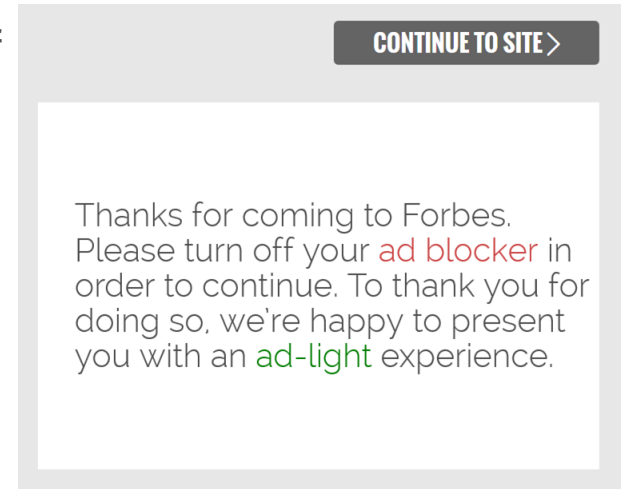 CONTINUE TO SITE >
Thanks for coming to Forbes.
Please turn off your ad blocker in
order to continue. To thank you for
doing so, we're happy to present
you with an ad-light experience.